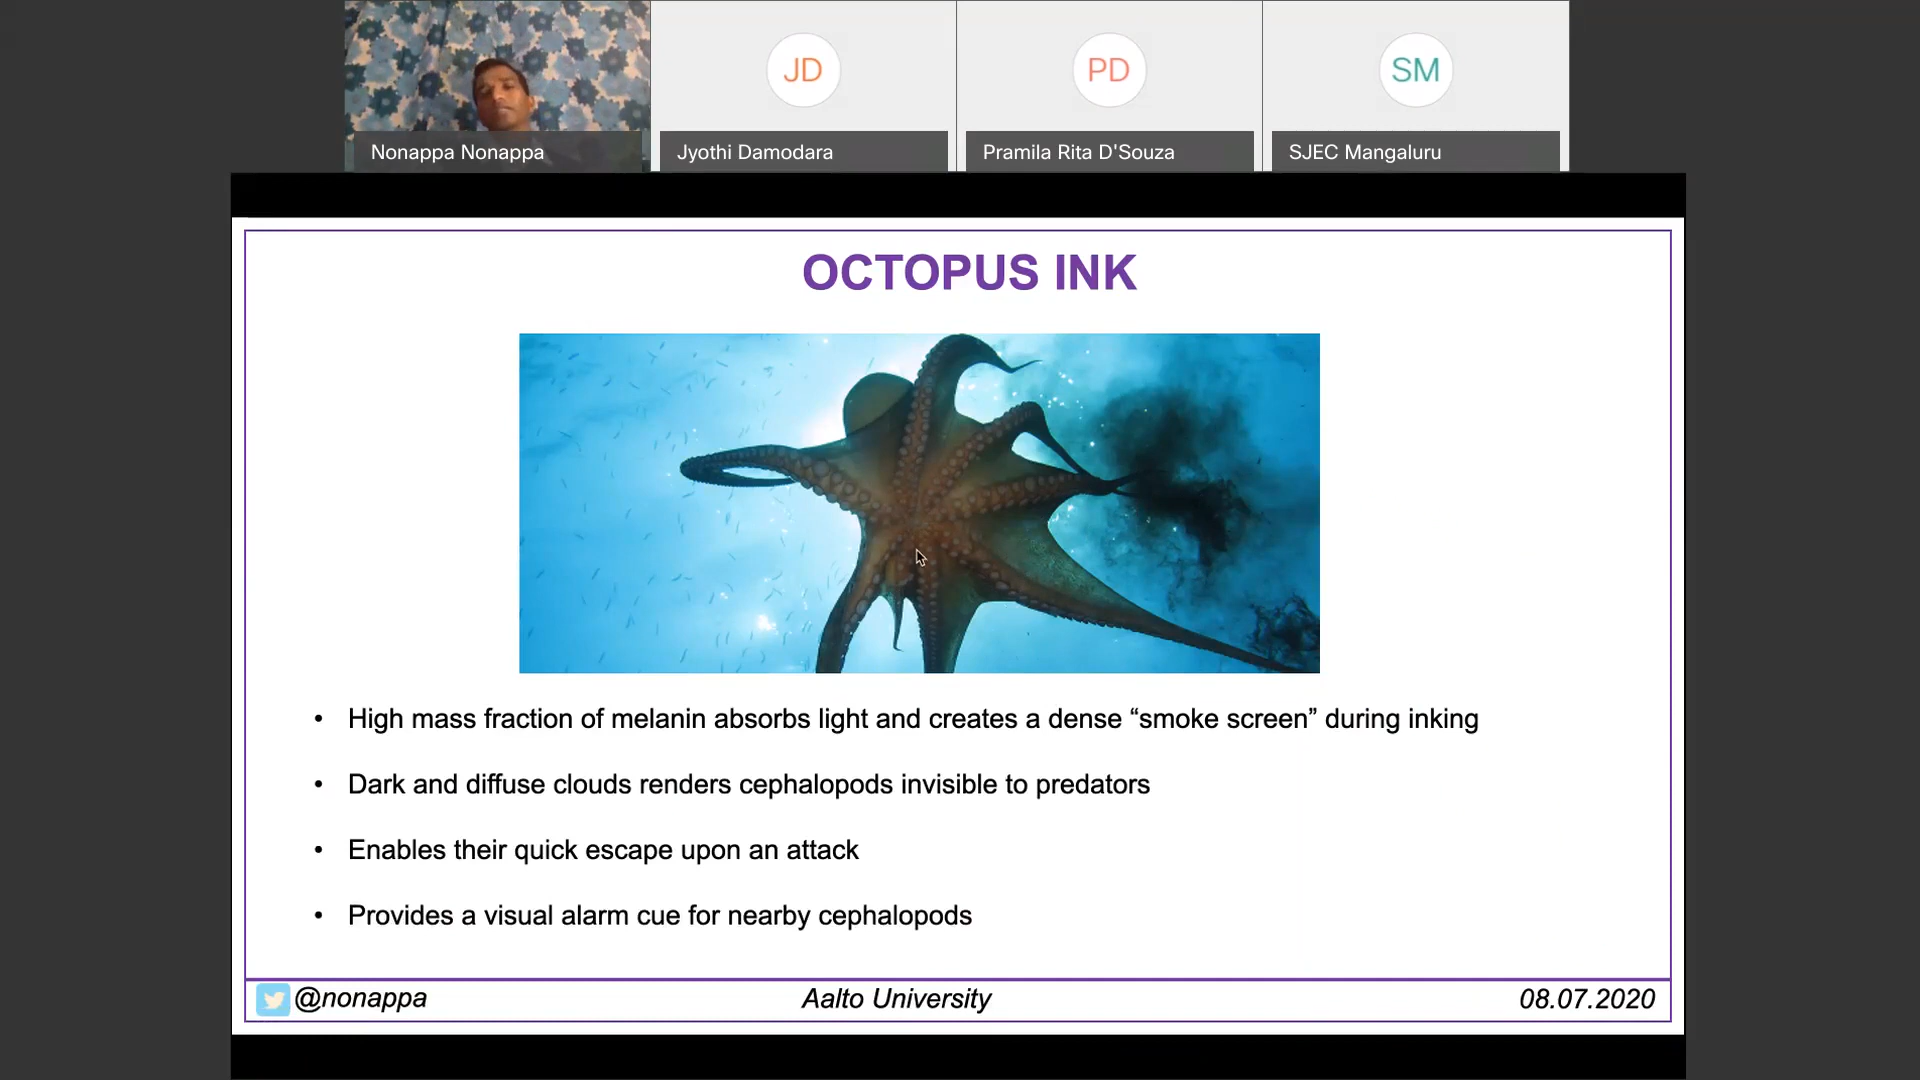 JD
PD
SM
Nonappa Nonappa
Jyothi Damodara
Pramila Rita D'Souza
SJEC Mangaluru
OCTOPUS INK
• High mass fraction of melanin absorbs light and creates a dense “smoke screen” during inking
• Dark and diffuse clouds renders cephalopods invisible to predators
• Enables their quick escape upon an attack
• Provides a visual alarm cue for nearby cephalopods
@nonappa
Aalto University
08.07.2020